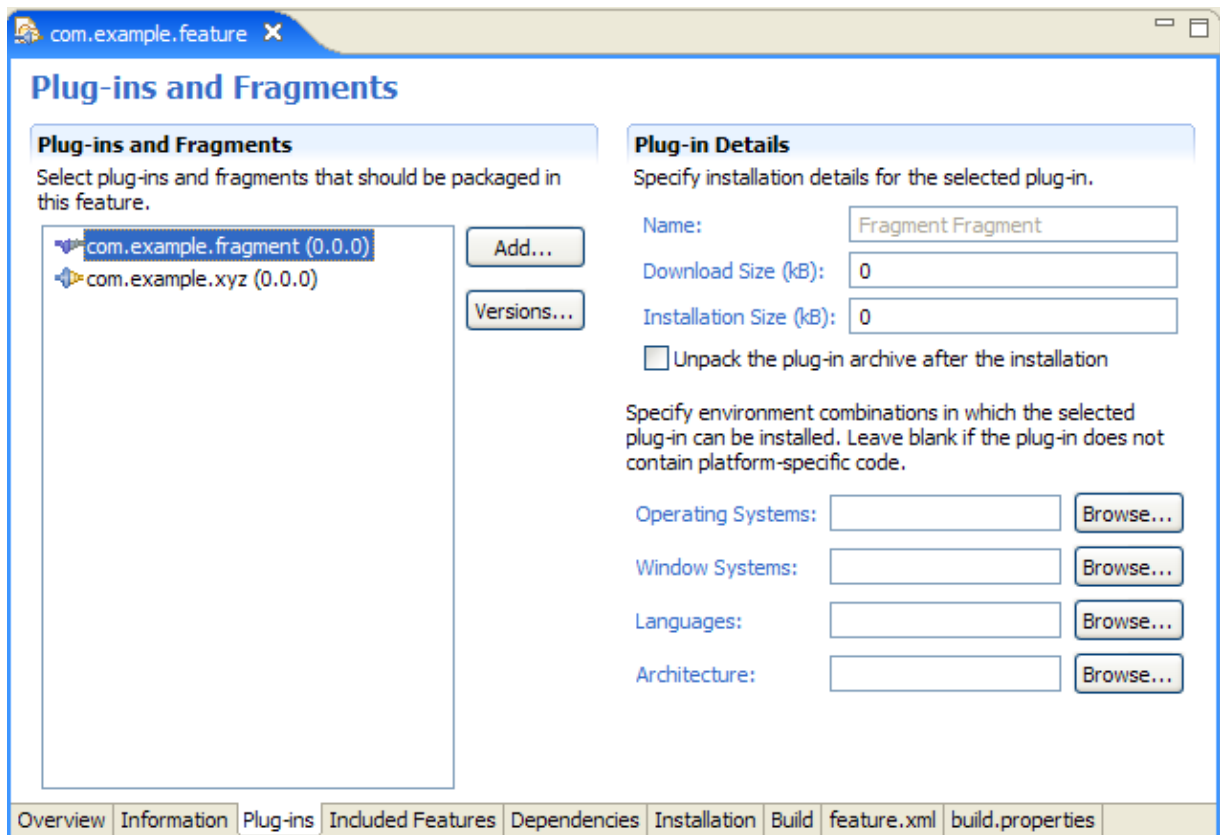 com.example.feature
Plug-ins and Fragments
Plug-ins and Fragments
Select plug-ins and fragments that should be packaged in
this feature.
com.example.fragment (0.0.0)
com.example.xyz (0.0.0)
Add...
Versions...
Plug-in Details
Specify installation details for the selected plug-in.
Name: Fragment Fragment
Download Size (kB): 0
Installation Size (kB): 0
Unpack the plug-in archive after the installation
Specify environment combinations in which the selected
plug-in can be installed. Leave blank if the plug-in does not
contain platform-specific code.
Operating Systems: Browse...
Window Systems: Browse...
Languages: Browse...
Architecture: Browse...
Overview Information Plug-ins Included Features Dependencies Installation Build feature.xml build.properties